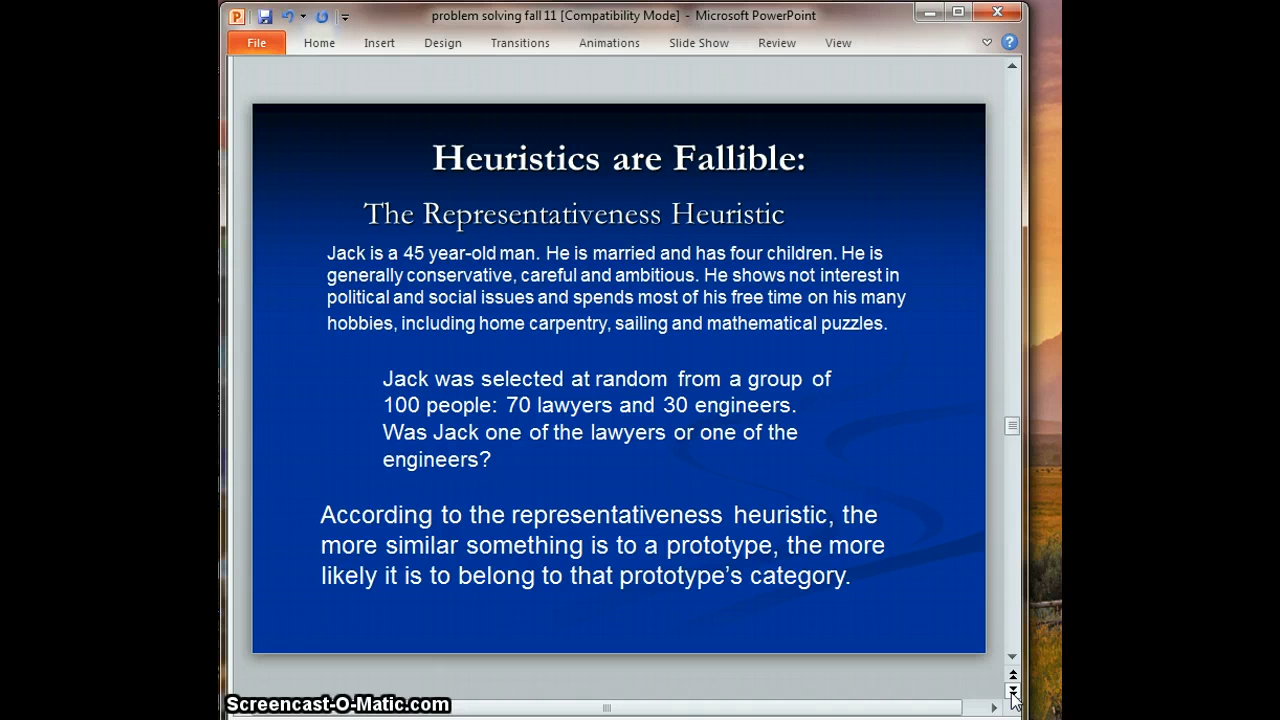 problem solving fall 11 [Compatibility Mode] - Microsoft PowerPoint
File Home Insert Design Transitions Animations Slide Show Review View
Heuristics are Fallible:
The Representativeness Heuristic
Jack is a 45 year-old man. He is married and has four children. He is
generally conservative, careful and ambitious. He shows not interest in
political and social issues and spends most of his free time on his many
hobbies, including home carpentry, sailing and mathematical puzzles.
Jack was selected at random from a group of
100 people: 70 lawyers and 30 engineers.
Was Jack one of the lawyers or one of the
engineers?
According to the representativeness heuristic, the
more similar something is to a prototype, the more
likely it is to belong to that prototype’s category.
Screencast-O-Matic.com